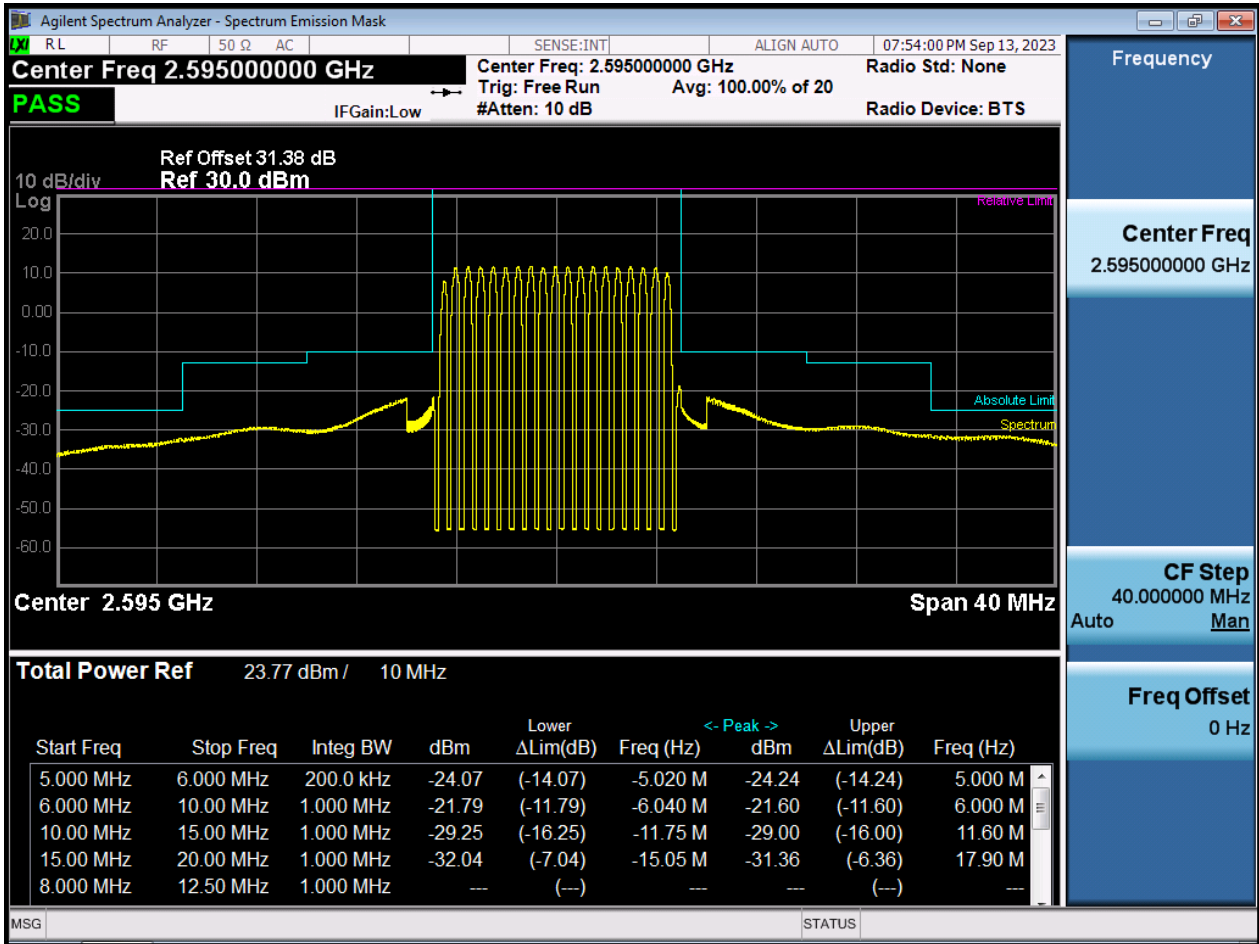 Agilent Spectrum Analyzer - Spectrum Emission Mask
LXI RL RF 50 Ω AC SENSE:INT ALIGN AUTO 07:54:00 PM Sep 13, 2023
Center Freq 2.595000000 GHz
PASS
IFGain:Low
Center Freq: 2.595000000 GHz
Trig: Free Run Avg: 100.00% of 20
#Atten: 10 dB
Radio Std: None
Radio Device: BTS
Ref Offset 31.38 dB
10 dB/div Ref 30.0 dBm
Log
Relative Limit
20.0
10.0
0.00
-10.0
-20.0
-30.0
-40.0
-50.0
-60.0
Absolute Limit
Spectrum
Center 2.595 GHz Span 40 MHz
Total Power Ref 23.77 dBm / 10 MHz
Lower <- Peak -> Upper
Start Freq Stop Freq Integ BW dBm ΔLim(dB) Freq (Hz) dBm ΔLim(dB) Freq (Hz)
5.000 MHz 6.000 MHz 200.0 kHz -24.07 (-14.07) -5.020 M -24.24 (-14.24) 5.000 M
6.000 MHz 10.00 MHz 1.000 MHz -21.79 (-11.79) -6.040 M -21.60 (-11.60) 6.000 M
10.00 MHz 15.00 MHz 1.000 MHz -29.25 (-16.25) -11.75 M -29.00 (-16.00) 11.60 M
15.00 MHz 20.00 MHz 1.000 MHz -32.04 (-7.04) -15.05 M -31.36 (-6.36) 17.90 M
8.000 MHz 12.50 MHz 1.000 MHz --- (---) --- --- (---) ---
MSG STATUS
Frequency
Center Freq
2.595000000 GHz
CF Step
40.000000 MHz
Auto Man
Freq Offset
0 Hz